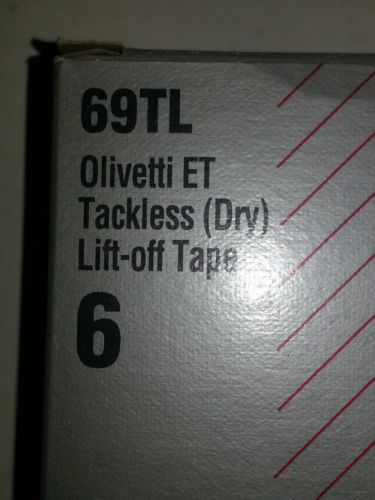 69TL
Olivetti ET
Tackless (Dry)
Lift-off Tape
6